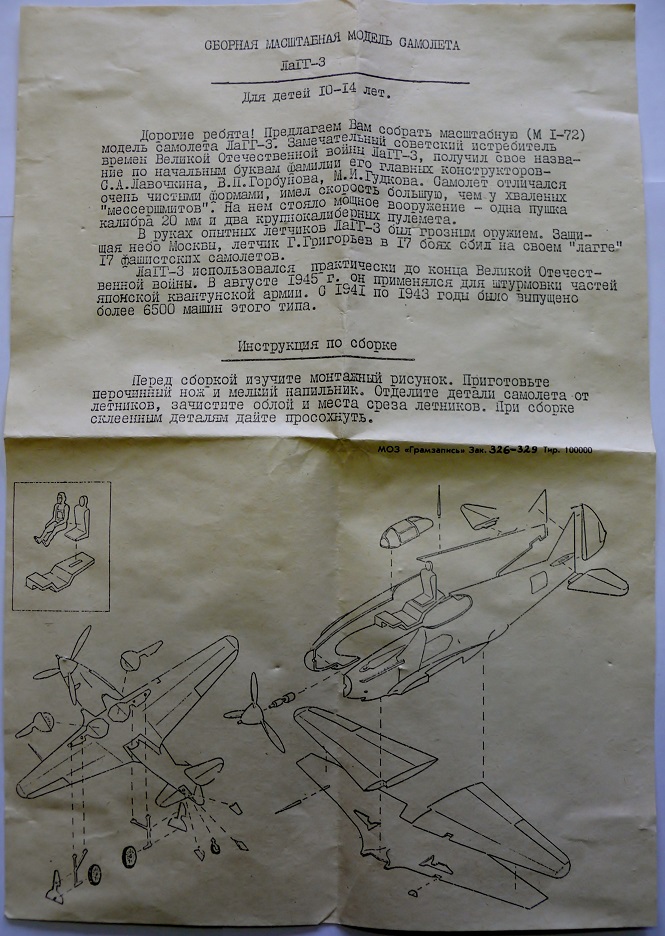 СБОРНАЯ МАСШТАБНАЯ МОДЕЛЬ САМОЛЕТА
ЛаГГ-3
Для детей 10-14 лет.
Дорогие ребята! Предлагаем Вам собрать масштабную (М 1-72)
модель самолета ЛаГГ-3. Замечательный советский истребитель
времен Великой Отечественной войны ЛаГГ-3, получил свое назва-
ние по начальным буквам фамилии его главных конструкторов-
С.А.Лавочкина, В.П.Горбунова, М.И.Гудкова. Самолет отличался
очень чистыми формами, имел скорость большую, чем у хваленых
"мессершмитов". На нем стояло мощное вооружение - одна пушка
калибра 20 мм и два крупнокалиберных пулемета.
В руках опытных летчиков ЛаГГ-3 был грозным оружием. Защи-
щая небо Москвы, летчик Г.Григорьев в 17 боях сбил на своем "лагге"
17 фашистских самолетов.
ЛаГГ-3 использовался практически до конца Великой Отечест-
венной войны. В августе 1945 г. он применялся для штурмовки частей
японской квантунской армии. С 1941 по 1943 годы было выпущено
более 6500 машин этого типа.
Инструкция по сборке
Перед сборкой изучите монтажный рисунок. Приготовьте
перочинный нож и мелкий напильник. Отделите детали самолета от
летников, зачистите облой и места среза летников. При сборке
склеенным деталям дайте просохнуть.
МОЗ «Грамзапись» Зак. 326-329 Тир. 100000